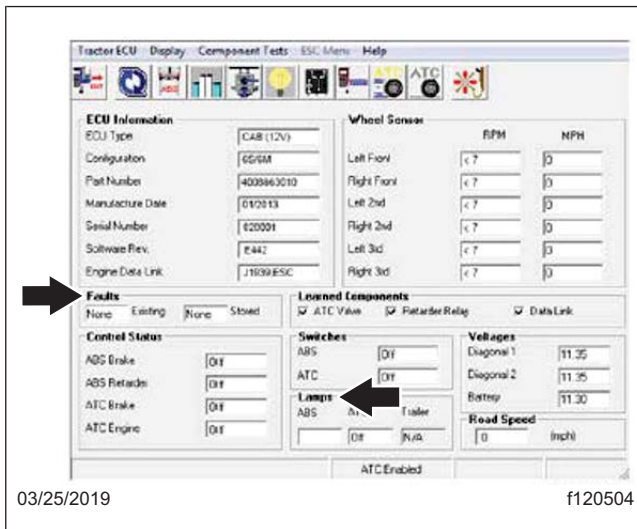 Tractor ECU Display Component Tests ESC Menu Help
ABS ATC ATC
ECU Information
ECU Type CAB (12V)
Configuration 6S/6M
Part Number 4008663010
Manufacture Date 01/2013
Serial Number 020001
Software Rev. E442
Engine Data Link J1939 ESC
Wheel Sensor
RPM MPH
Left Front < 7 0
Right Front < 7 0
Left 2nd < 7 0
Right 2nd < 7 0
Left 3rd < 7 0
Right 3rd < 7 0
Faults
None Existing None Stored
Learned Components
ATC Valve Retarder Relay Data Link
Control Status
ABS Brake Off
ABS Retarder Off
ATC Brake Off
ATC Engine Off
Switches
ABS Off
ATC Off
Lamps
ABS Trailer
Off N/A
Voltages
Diagonal 1 11.35
Diagonal 2 11.35
Battery 11.30
Road Speed
0 (mph)
ATC Enabled
03/25/2019 f120504